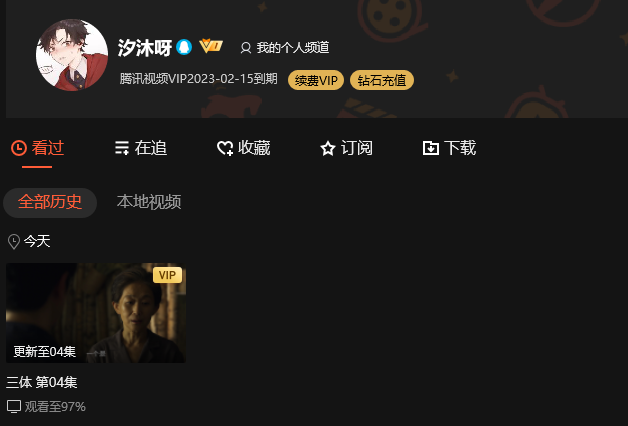 汐沐呀
我的个人频道
腾讯视频VIP2023-02-15到期
续费VIP
钻石充值
看过
在追
收藏
订阅
下载
全部历史
本地视频
今天
VIP
更新至04集
三体 第04集
观看至97%